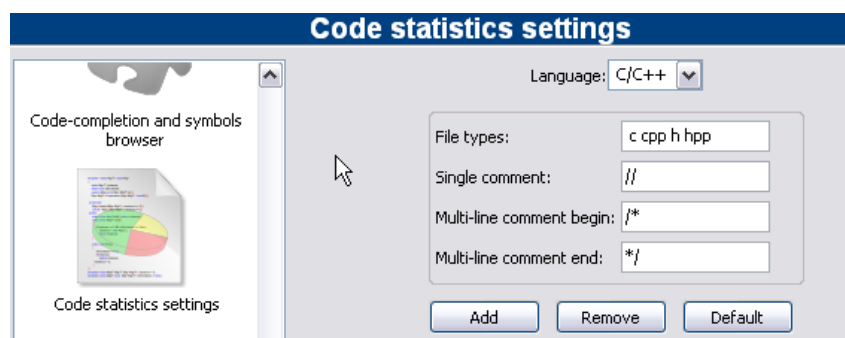 Code statistics settings
Language: C/C++
Code-completion and symbols
browser
File types: c cpp h hpp
Single comment: //
Multi-line comment begin: /*
Multi-line comment end: */
Code statistics settings
Add Remove Default